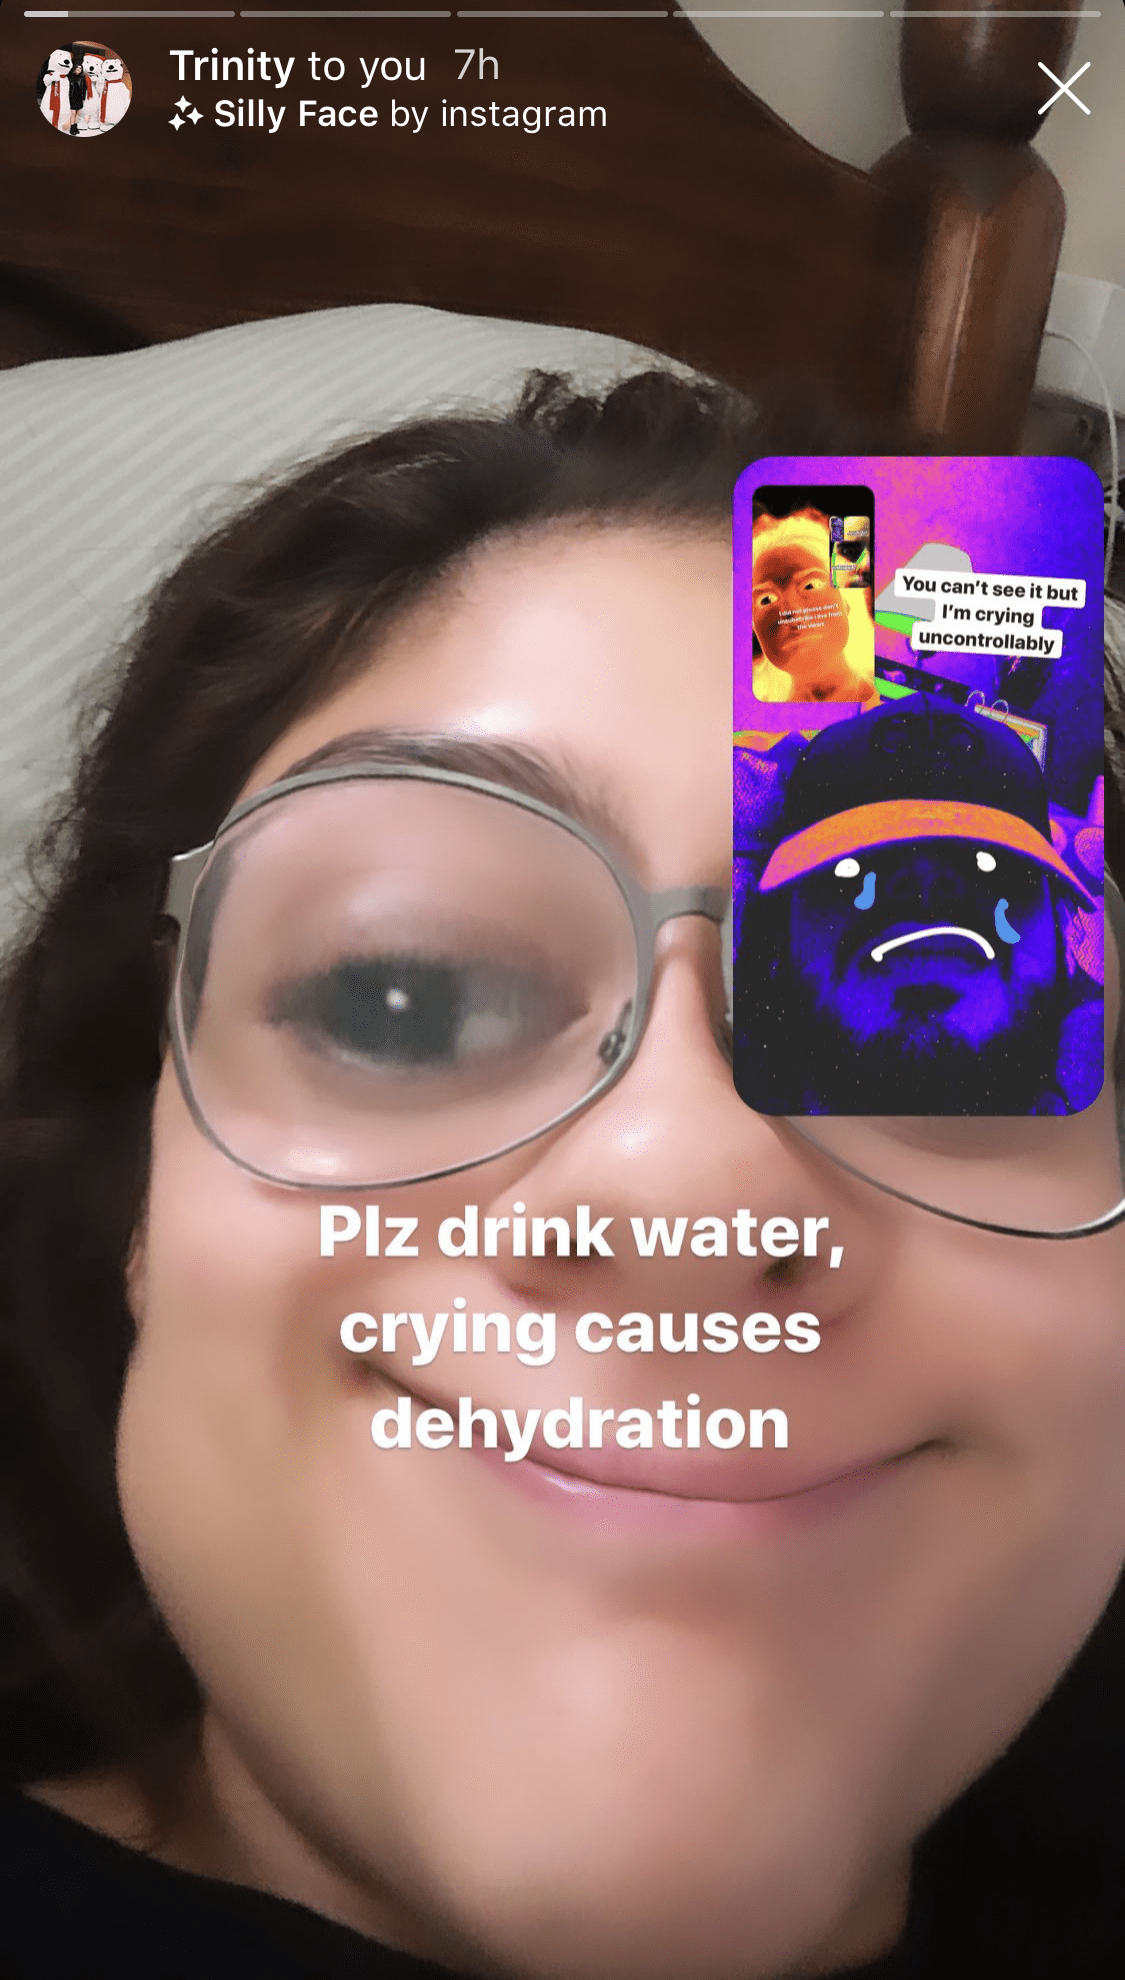 Trinity to you 7h
Silly Face by instagram
You can't see it but
I'm crying
uncontrollably
Plz drink water,
crying causes
dehydration